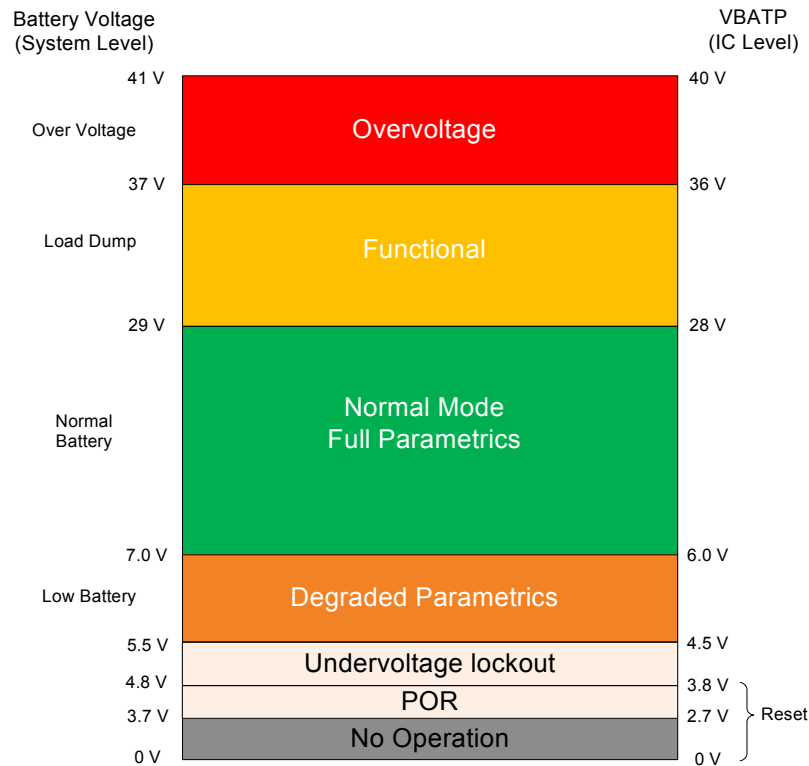 Battery Voltage
(System Level)
VBATP
(IC Level)
41 V
40 V
Over Voltage
Overvoltage
37 V
36 V
Load Dump
Functional
29 V
28 V
Normal
Battery
Normal Mode
Full Parametrics
7.0 V
6.0 V
Low Battery
Degraded Parametrics
5.5 V
4.5 V
Undervoltage lockout
4.8 V
3.8 V
POR
Reset
3.7 V
2.7 V
No Operation
0 V
0 V